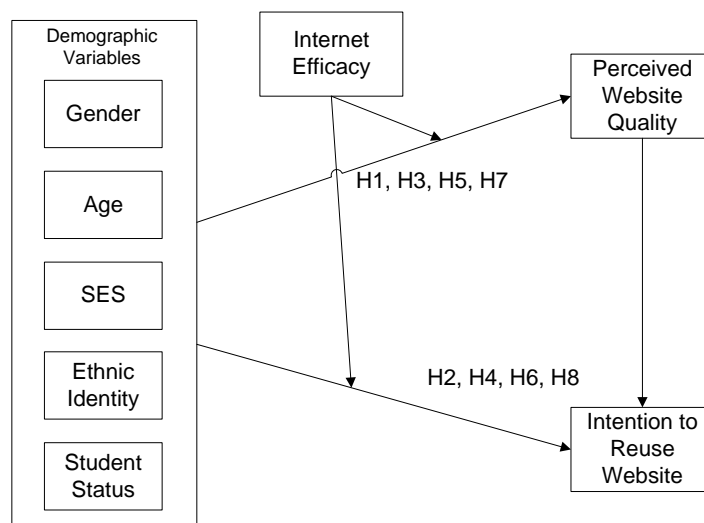 Demographic
Variables
Gender
Age
SES
Ethnic
Identity
Student
Status
Internet
Efficacy
Perceived
Website
Quality
H1, H3, H5, H7
H2, H4, H6, H8
Intention to
Reuse
Website